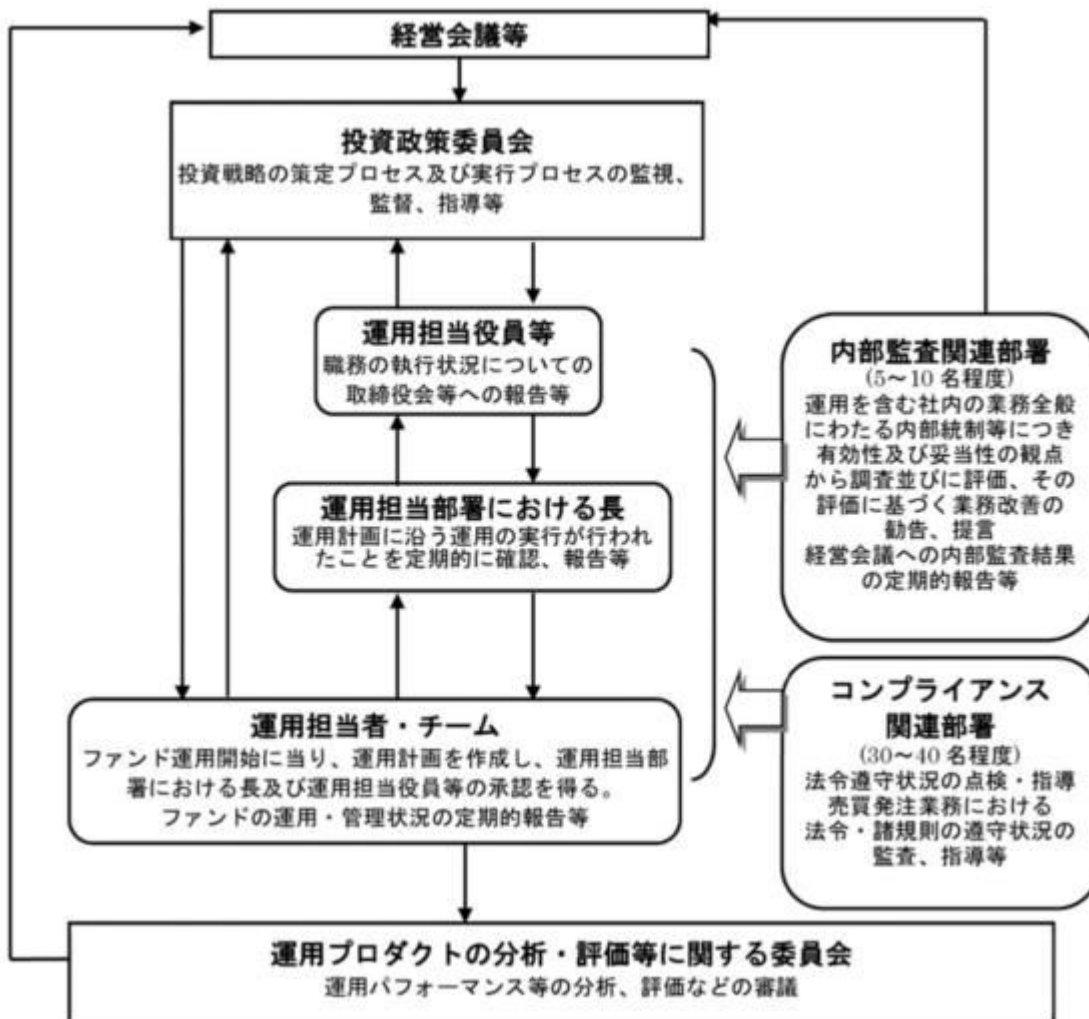 経営会議等
投資政策委員会
投資戦略の策定プロセス及び実行プロセスの監視、
監督、指導等
運用担当役員等
職務の執行状況についての
取締役会等への報告等
運用担当部署における長
運用計画に沿う運用の実行が行われ
たことを定期的に確認、報告等
運用担当者・チーム
ファンド運用開始に当り、運用計画を作成し、運用担当部
署における長及び運用担当役員等の承認を得る。
ファンドの運用・管理状況の定期的報告等
内部監査関連部署
(5～10 名程度)
運用を含む社内の業務全般
にわたる内部統制等につき
有効性及び妥当性の観点
から調査並びに評価、その
評価に基づく業務改善の
勧告、提言
経営会議への内部監査結果
の定期的報告等
コンプライアンス
関連部署
(30～40 名程度)
法令遵守状況の点検・指導
売買発注業務における
法令・諸規則の遵守状況の
監査、指導等
運用プロダクトの分析・評価等に関する委員会
運用パフォーマンス等の分析、評価などの審議